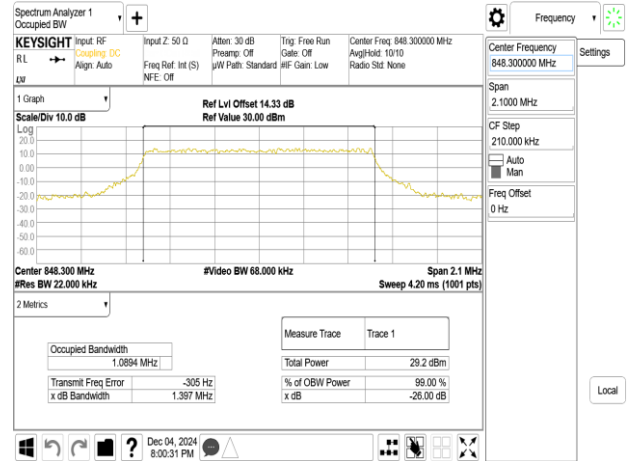 Spectrum Analyzer 1
Occupied BW
Frequency
KEYSIGHT
RL
LXI
Input: RF
Coupling: DC
Align: Auto
Input Z: 50 Ω
Freq Ref: Int (S)
NFE: Off
Atten: 30 dB
Preamp: Off
µW Path: Standard
Trig: Free Run
Gate: Off
#IF Gain: Low
Center Freq: 848.300000 MHz
Avg|Hold: 10/10
Radio Std: None
Center Frequency
848.300000 MHz
Settings
Span
2.1000 MHz
CF Step
210.000 kHz
Auto
Man
Freq Offset
0 Hz
Local
1 Graph
Scale/Div 10.0 dB
Ref Lvl Offset 14.33 dB
Ref Value 30.00 dBm
Log
20.0
10.0
0.00
-10.0
-20.0
-30.0
-40.0
-50.0
-60.0
Center 848.300 MHz
#Res BW 22.000 kHz
#Video BW 68.000 kHz
Span 2.1 MHz
Sweep 4.20 ms (1001 pts)
2 Metrics
Measure Trace Trace 1
Occupied Bandwidth
1.0894 MHz
Total Power 29.2 dBm
Transmit Freq Error -305 Hz
% of OBW Power 99.00 %
x dB Bandwidth 1.397 MHz
x dB -26.00 dB
?
Dec 04, 2024
8:00:31 PM